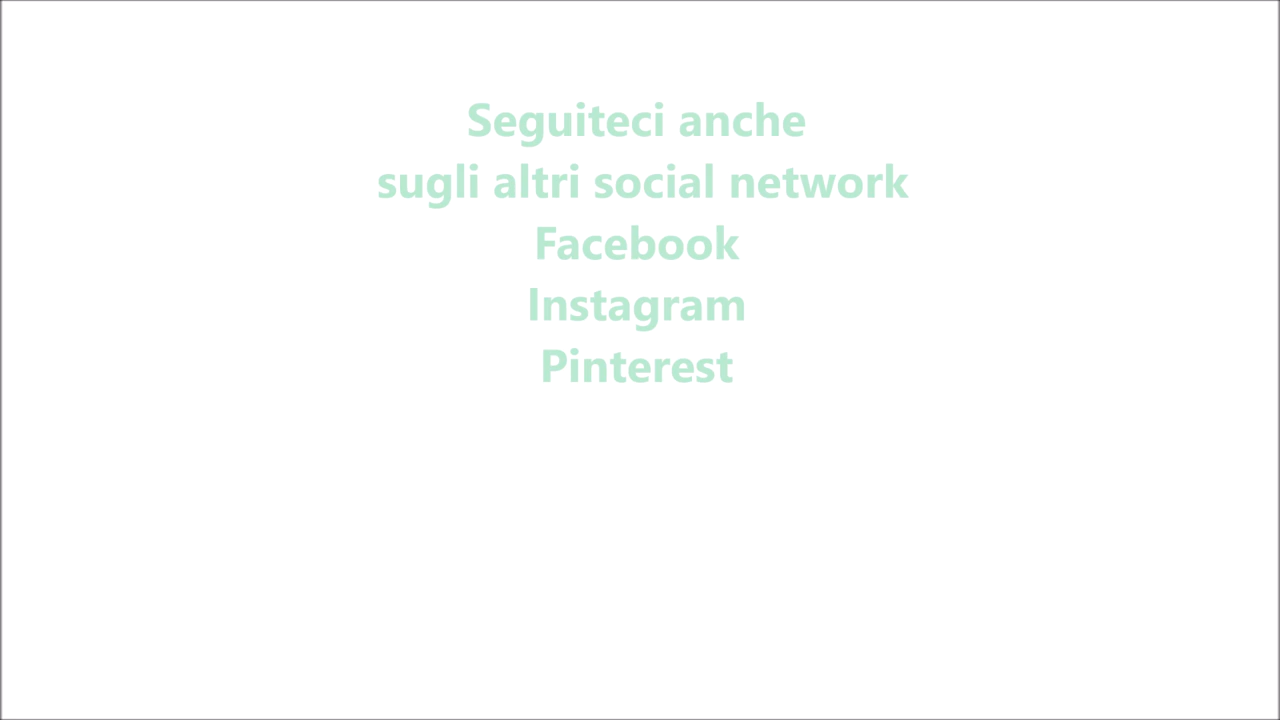 Seguiteci anche
sugli altri social network
Facebook
Instagram
Pinterest